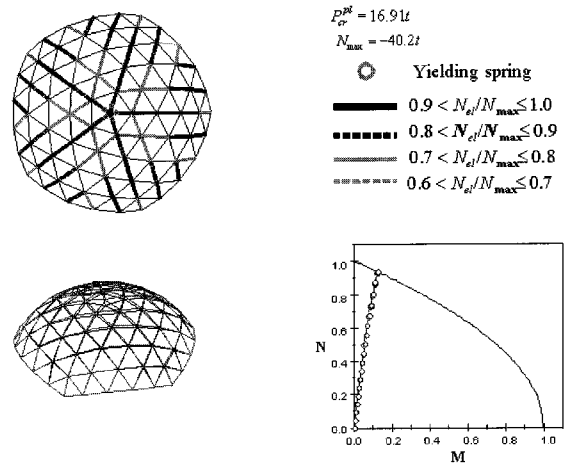 P_cr^pl = 16.91t
N_max = -40.2t
Yielding spring
0.9 < N_el/N_max ≤ 1.0
0.8 < N_el/N_max ≤ 0.9
0.7 < N_el/N_max ≤ 0.8
0.6 < N_el/N_max ≤ 0.7
1.0
0.8
0.6
N
0.4
0.2
0.0
0.0 0.2 0.4 0.6 0.8 1.0
M